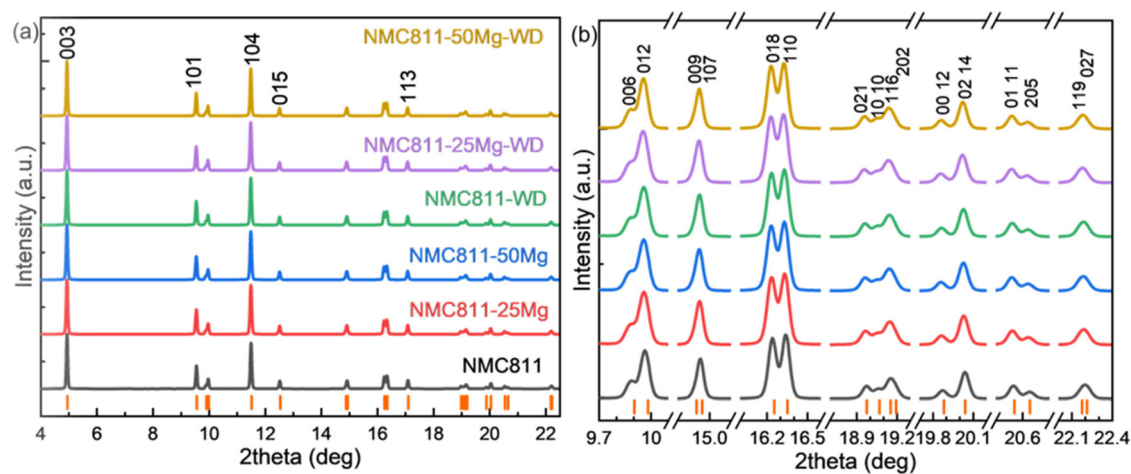 (a)
003
101
104
015
113
NMC811-50Mg-WD
NMC811-25Mg-WD
NMC811-WD
NMC811-50Mg
NMC811-25Mg
NMC811
Intensity (a.u.)
4 6 8 10 12 14 16 18 20 22
2theta (deg)
(b)
006
012
009
107
018
110
021
10 10
116
202
00 12
02 14
01 11
205
119
027
Intensity (a.u.)
9.7 10 15.0 16.2 16.5 18.9 19.2 19.8 20.1 20.6 22.1 22.4
2theta (deg)